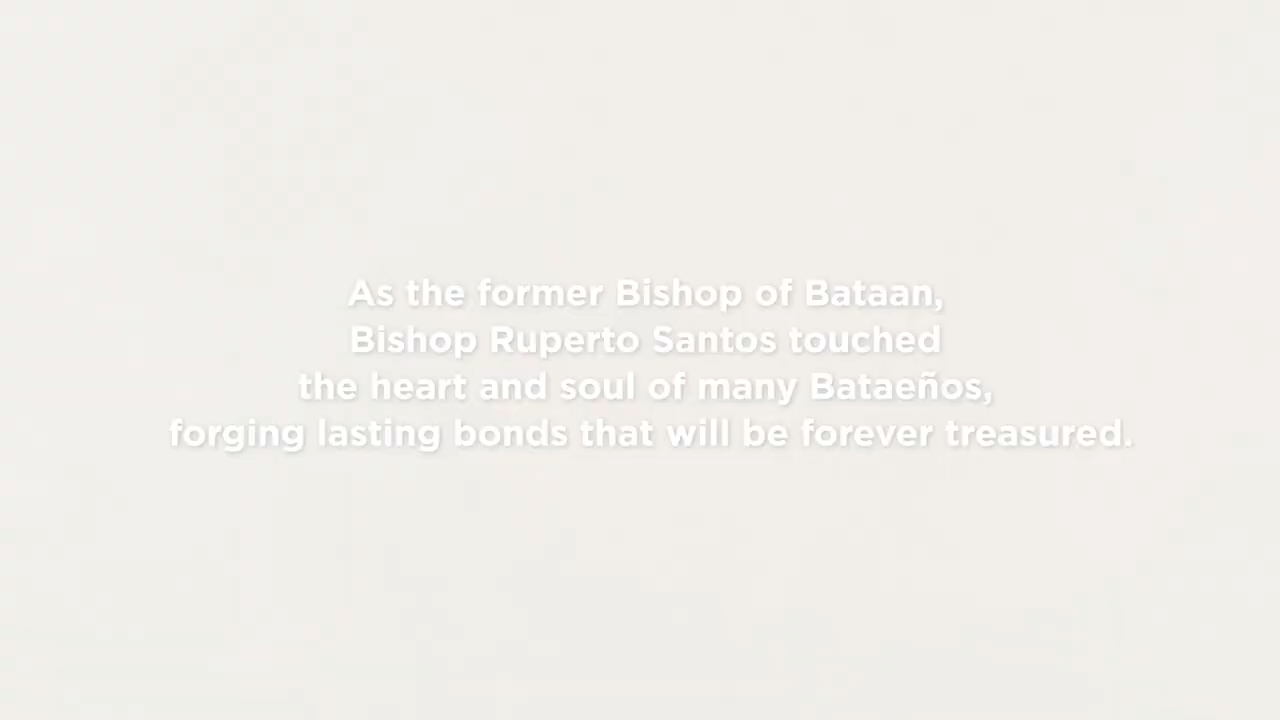 As the former Bishop of Bataan,
Bishop Ruperto Santos touched
the heart and soul of many Bataeños,
forging lasting bonds that will be forever treasured.